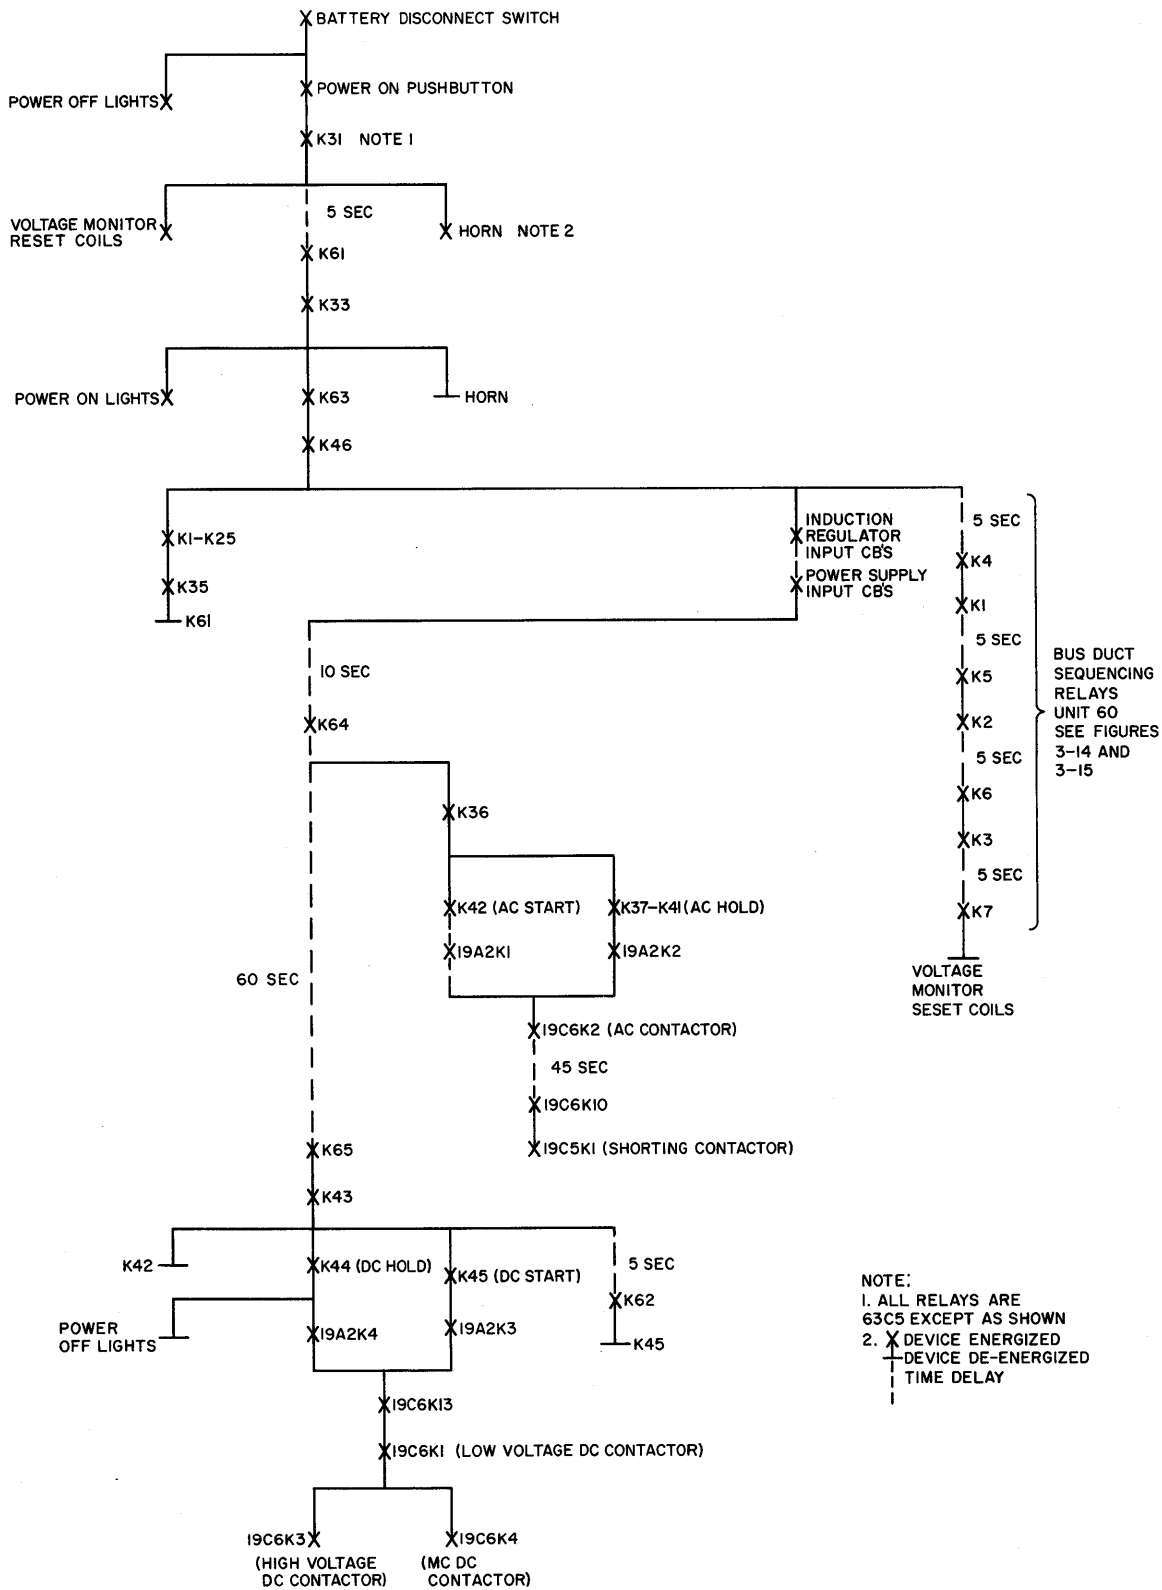 BATTERY DISCONNECT SWITCH
POWER OFF LIGHTS
POWER ON PUSHBUTTON
K31 NOTE 1
5 SEC
VOLTAGE MONITOR
RESET COILS
HORN NOTE 2
K61
K33
POWER ON LIGHTS
K63
HORN
K46
K1-K25
K35
K61
INDUCTION
REGULATOR
INPUT CB'S
POWER SUPPLY
INPUT CB'S
5 SEC
K4
K1
5 SEC
K5
K2
5 SEC
K6
K3
5 SEC
K7
VOLTAGE
MONITOR
SESET COILS
BUS DUCT
SEQUENCING
RELAYS
UNIT 60
SEE FIGURES
3-14 AND
3-15
10 SEC
K64
K36
K42 (AC START)
K37-K41 (AC HOLD)
19A2K1
19A2K2
60 SEC
19C6K2 (AC CONTACTOR)
45 SEC
19C6K10
19C5K1 (SHORTING CONTACTOR)
K65
K43
K42
K44 (DC HOLD)
K45 (DC START)
5 SEC
K62
K45
POWER
OFF LIGHTS
19A2K4
19A2K3
19C6K13
19C6K1 (LOW VOLTAGE DC CONTACTOR)
19C6K3
(HIGH VOLTAGE
DC CONTACTOR)
19C6K4
(MC DC
CONTACTOR)
NOTE:
1. ALL RELAYS ARE
63C5 EXCEPT AS SHOWN
2. DEVICE ENERGIZED
DEVICE DE-ENERGIZED
TIME DELAY